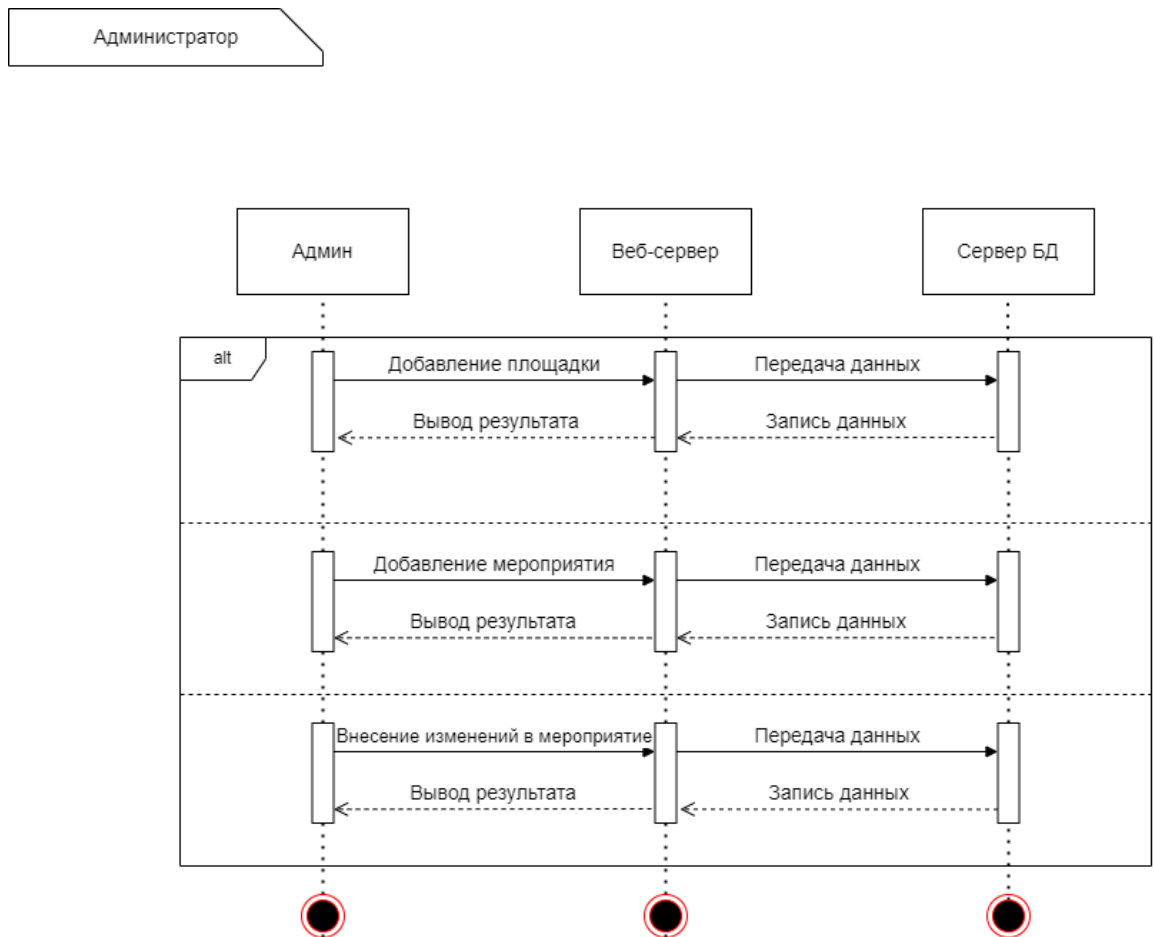 Администратор
Админ
Веб-сервер
Сервер БД
alt
Добавление площадки
Передача данных
Вывод результата
Запись данных
Добавление мероприятия
Передача данных
Вывод результата
Запись данных
Внесение изменений в мероприятие
Передача данных
Вывод результата
Запись данных